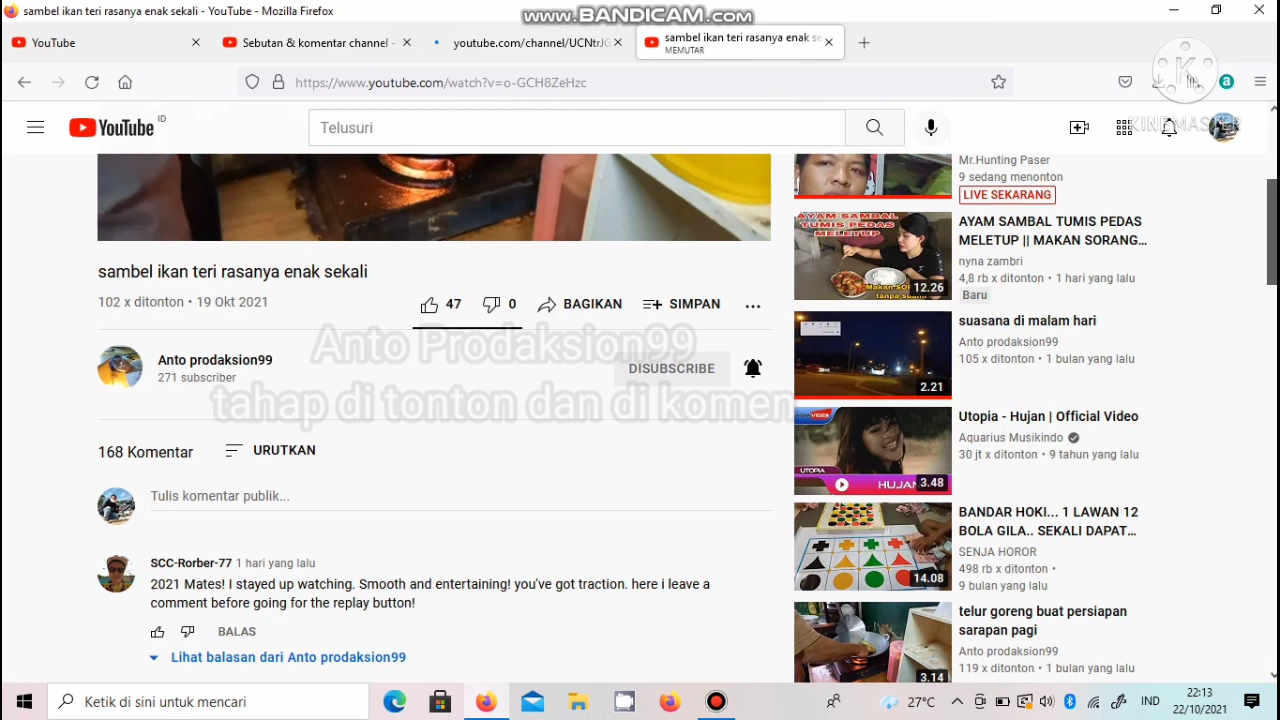 sambel ikan teri rasanya enak sekali - YouTube - Mozilla Firefox
www.BANDICAM.com
YouTube
Sebutan & komentar channel -
youtube.com/channel/UCNtrJG
sambel ikan teri rasanya enak se
MEMUTAR
https://www.youtube.com/watch?v=o-GCH8ZeHzc
YouTube ID
Telusuri
KINEMASTER
Mr.Hunting Paser
9 sedang menonton
LIVE SEKARANG
AYAM SAMBAL
TUMIS PEDAS
MELETUP
12.26
AYAM SAMBAL TUMIS PEDAS
MELETUP || MAKAN SORANG...
nyna zambri
4,8 rb x ditonton • 1 hari yang lalu
Baru
sambel ikan teri rasanya enak sekali
102 x ditonton • 19 Okt 2021
47
0
BAGIKAN
SIMPAN
suasana di malam hari
Anto prodaksion99
105 x ditonton • 1 bulan yang lalu
2.21
Anto Prodaksion99
Anto prodaksion99
271 subscriber
DISUBSCRIBE
ditonton dan di komen
168 Komentar
URUTKAN
Tulis komentar publik...
UTOPIA
HUJAN
3.48
Utopia - Hujan | Official Video
Aquarius Musikindo
30 jt x ditonton • 9 tahun yang lalu
14.08
BANDAR HOKI... 1 LAWAN 12
BOLA GILA.. SEKALI DAPAT...
SENJA HOROR
498 rb x ditonton •
9 bulan yang lalu
SCC-Rorber-77 1 hari yang lalu
2021 Mates! I stayed up watching. Smooth and entertaining! you've got traction. here i leave a
comment before going for the replay button!
BALAS
Lihat balasan dari Anto prodaksion99
3.14
telur goreng buat persiapan
sarapan pagi
Anto prodaksion99
119 x ditonton • 1 bulan yang lalu
Ketik di sini untuk mencari
27°C
IND
22:13
22/10/2021